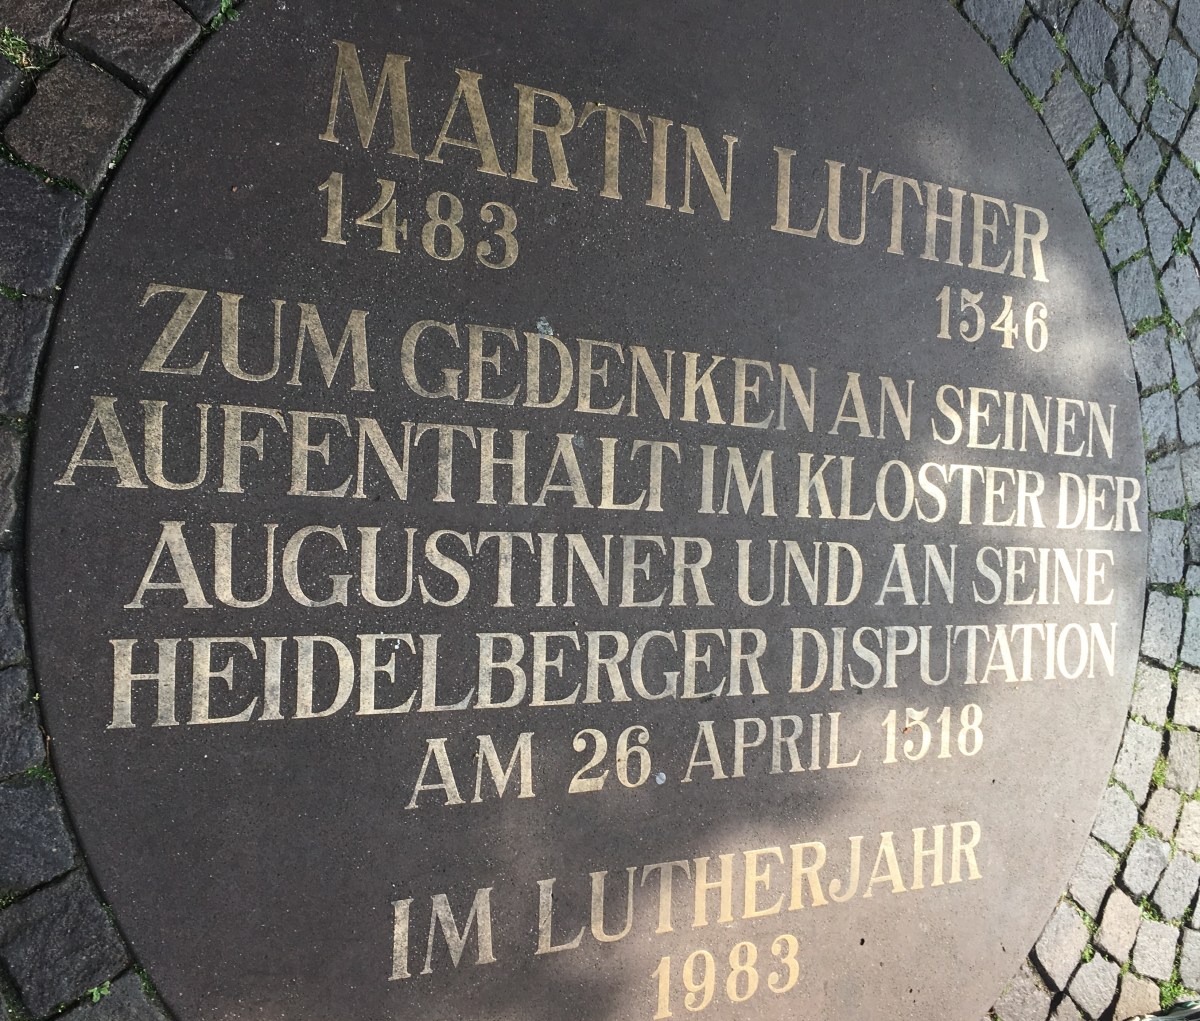 MARTIN LUTHER
1483 1546
ZUM GEDENKEN AN SEINEN
AUFENTHALT IM KLOSTER DER
AUGUSTINER UND AN SEINE
HEIDELBERGER DISPUTATION
AM 26 APRIL 1518
IM LUTHERJAHR
1983